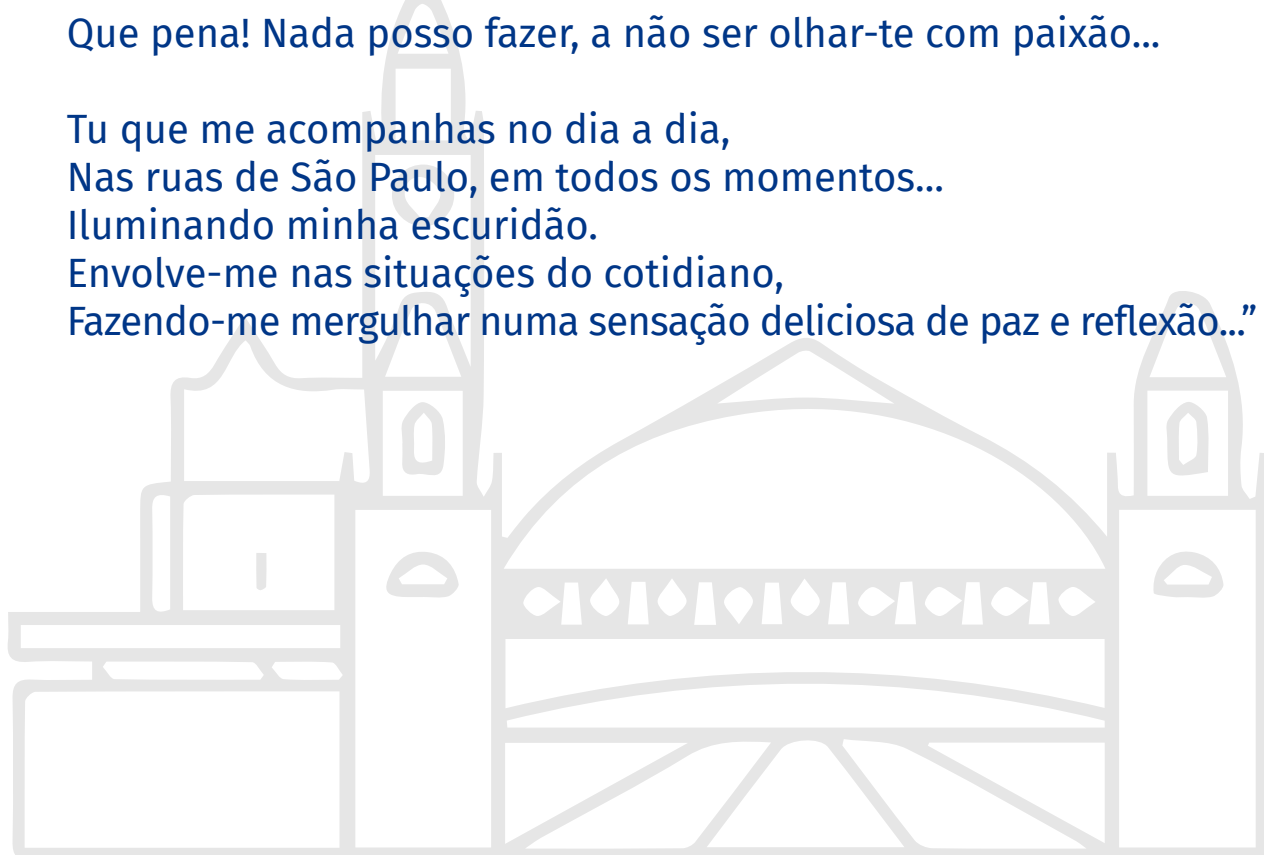 Que pena! Nada posso fazer, a não ser olhar-te com paixão...
Tu que me acompanhas no dia a dia,
Nas ruas de São Paulo, em todos os momentos...
Iluminando minha escuridão.
Envolve-me nas situações do cotidiano,
Fazendo-me mergulhar numa sensação deliciosa de paz e reflexão...”